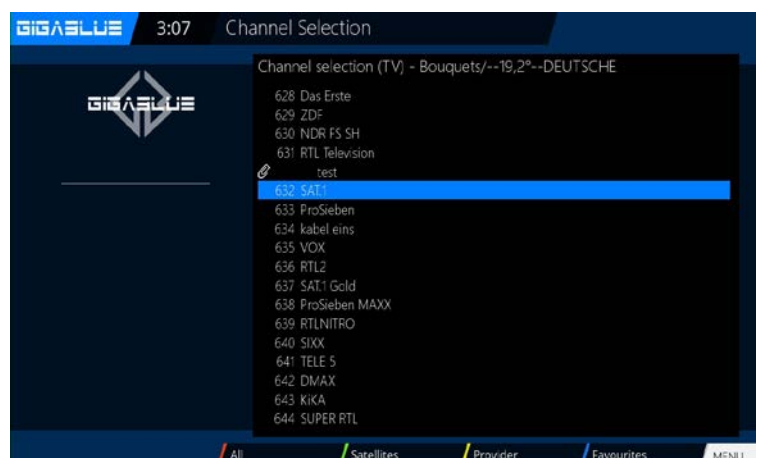 GIGABLUE 3:07 Channel Selection
GIGABLUE
Channel selection (TV) - Bouquets/--19,2°--DEUTSCHE
628 Das Erste
629 ZDF
630 NDR FS SH
631 RTL Television
test
632 SAT.1
633 ProSieben
634 kabel eins
635 VOX
636 RTL2
637 SAT.1 Gold
638 ProSieben MAXX
639 RTLNITRO
640 SIXX
641 TELE 5
642 DMAX
643 KiKA
644 SUPER RTL
All Satellites Provider Favourites MENU